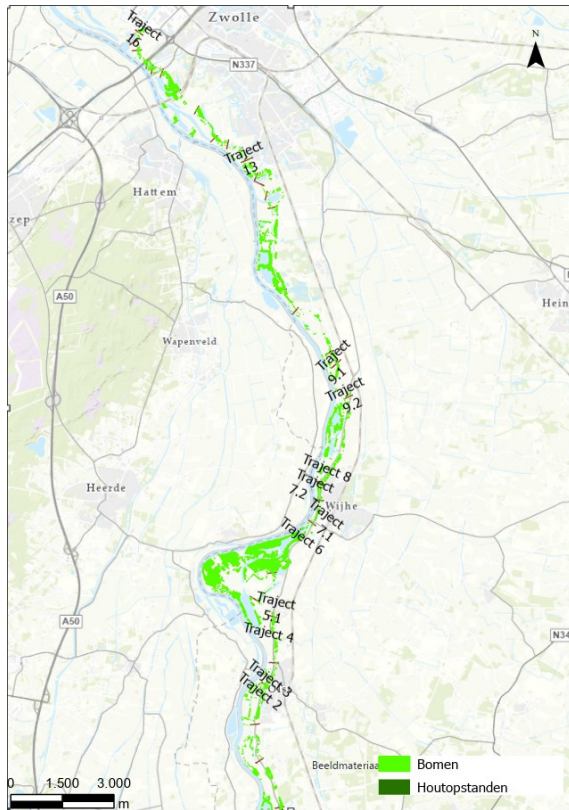 Traject
16
Zwolle
N
N337
Traject
13
Hattem
zep
A50
Hein
Wapenveld
Traject
9.1
Traject
9.2
Traject 8
Traject
7.2
Heerde
Wijhe
Traject
7.1
Traject 6
Traject
5.1
A50
Traject 4
N34
Traject 3
Traject 2
Beeldmateriaa
Bomen
0 1.500 3.000
m
Houtopstanden